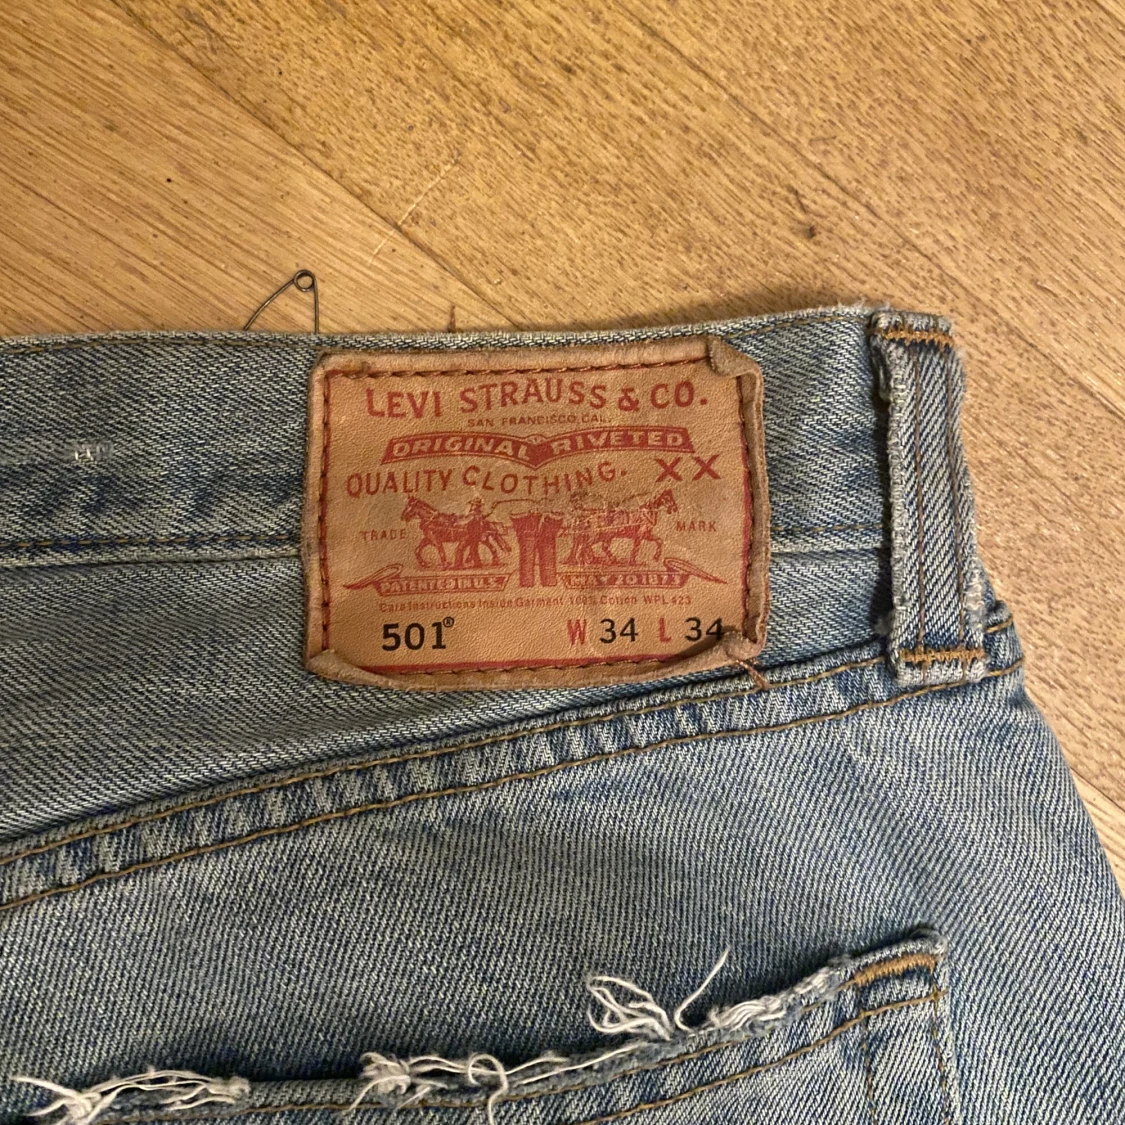 LEVI STRAUSS & CO.
SAN FRANCISCO, CAL.
ORIGINAL RIVETED
QUALITY CLOTHING. XX
TRADE MARK
PATENTED IN U.S. MAY 20 1873
Care Instructions Inside Garment 100% Cotton WPL 423
501® W 34 L 34